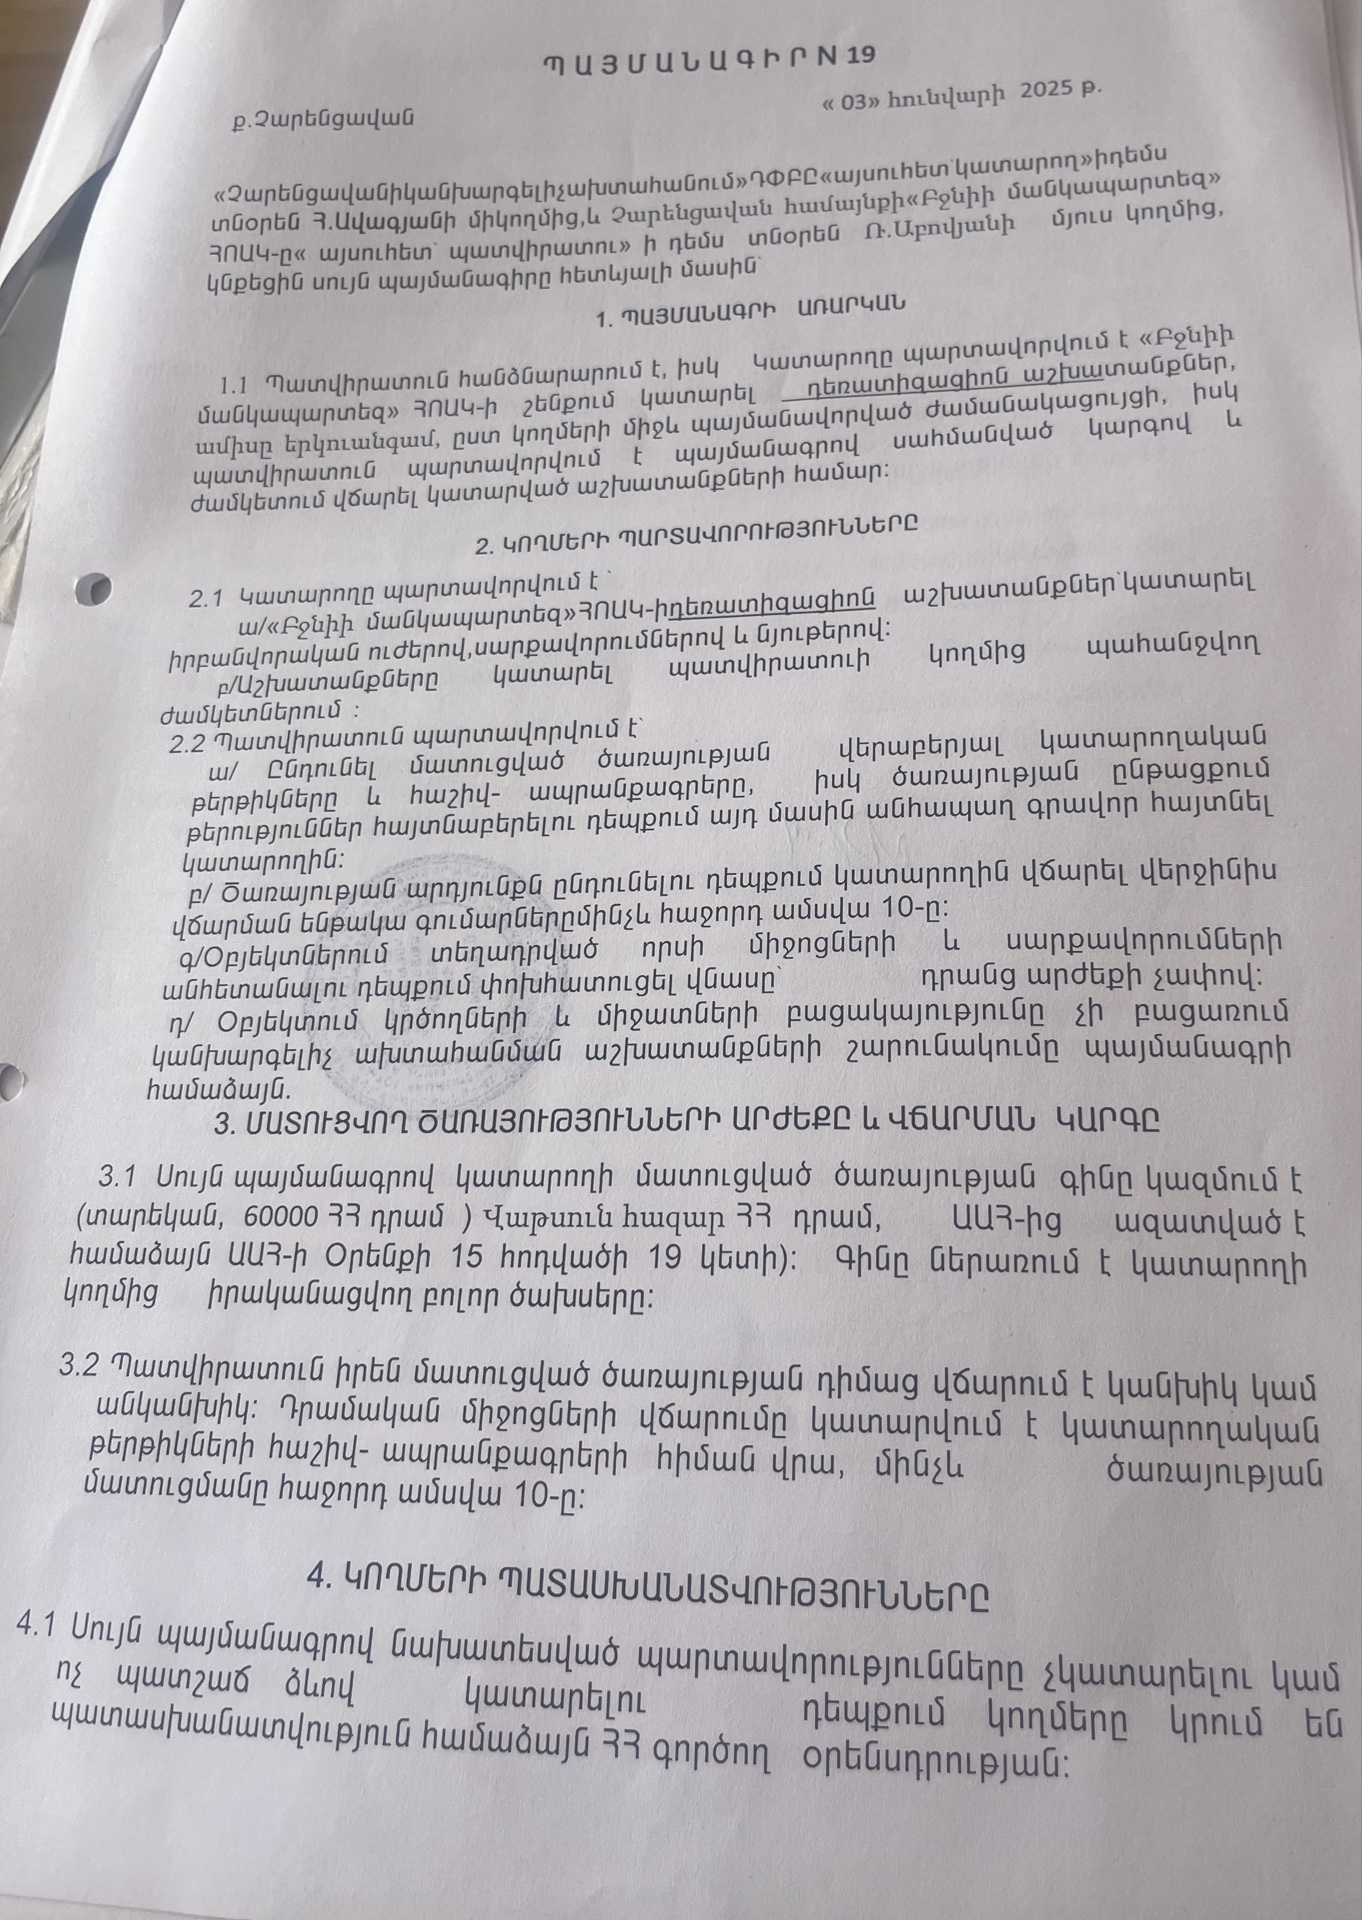 Պ Ա Յ Մ Ա Ն Ա Գ Ի Ր N 19
ք.Չարենցավան
« 03» հունվարի 2025 թ.
«Չարենցավանիկանխարգելիչախտահանում»ԴՓԲԸ«այսուհետ՝կատարող»իդեմս
տնօրեն Հ.Ավագյանի միկողմից,և Չարենցավան համայնքի«Բջնիի մանկապարտեզ»
ՀՈԱԿ-ը« այսուհետ՝ պատվիրատու» ի դեմս տնօրեն Ռ.Աբովյանի մյուս կողմից,
կնքեցին սույն պայմանագիրը հետևյալի մասին՝
1. ՊԱՅՄԱՆԱԳՐԻ ԱՌԱՐԿԱՆ
1.1 Պատվիրատուն հանձնարարում է, իսկ Կատարողը պարտավորվում է «Բջնիի
մանկապարտեզ» ՀՈԱԿ-ի շենքում կատարել դեռատիզացիոն աշխատանքներ,
ամիսը երկուանգամ, ըստ կողմերի միջև պայմանավորված ժամանակացույցի, իսկ
պատվիրատուն պարտավորվում է պայմանագրով սահմանված կարգով և
ժամկետում վճարել կատարված աշխատանքների համար:
2. ԿՈՂՄԵՐԻ ՊԱՐՏԱՎՈՐՈՒԹՅՈՒՆՆԵՐԸ
2.1 Կատարողը պարտավորվում է ՝
ա/«Բջնիի մանկապարտեզ»ՀՈԱԿ-իդեռատիզացիոն աշխատանքներ՝կատարել
իրբանվորական ուժերով,սարքավորումներով և նյութերով:
բ/Աշխատանքները կատարել պատվիրատուի կողմից պահանջվող
ժամկետներում :
2.2 Պատվիրատուն պարտավորվում է՝
ա/ Ընդունել մատուցված ծառայության վերաբերյալ կատարողական
թերթիկները և հաշիվ- ապրանքագրերը, իսկ ծառայության ընթացքում
թերություններ հայտնաբերելու դեպքում այդ մասին անհապաղ գրավոր հայտնել
կատարողին:
բ/ Ծառայության արդյունքն ընդունելու դեպքում կատարողին վճարել վերջինիս
վճարման ենթակա գումարներըմինչև հաջորդ ամսվա 10-ը:
գ/Օբյեկտներում տեղադրված որսի միջոցների և սարքավորումների
անհետանալու դեպքում փոխհատուցել վնասը՝ դրանց արժեքի չափով:
դ/ Օբյեկտում կրծողների և միջատների բացակայությունը չի բացառում
կանխարգելիչ ախտահանման աշխատանքների շարունակումը պայմանագրի
համաձայն.
3. ՄԱՏՈՒՑՎՈՂ ԾԱՌԱՅՈՒԹՅՈՒՆՆԵՐԻ ԱՐԺԵՔԸ և ՎՃԱՐՄԱՆ ԿԱՐԳԸ
3.1 Սույն պայմանագրով կատարողի մատուցված ծառայության գինը կազմում է
(տարեկան, 60000 ՀՀ դրամ ) Վաթսուն հազար ՀՀ դրամ, ԱԱՀ-ից ազատված է
համաձայն ԱԱՀ-ի Օրենքի 15 հոդվածի 19 կետի): Գինը ներառում է կատարողի
կողմից իրականացվող բոլոր ծախսերը:
3.2 Պատվիրատուն իրեն մատուցված ծառայության դիմաց վճարում է կանխիկ կամ
անկանխիկ: Դրամական միջոցների վճարումը կատարվում է կատարողական
թերթիկների հաշիվ- ապրանքագրերի հիման վրա, մինչև ծառայության
մատուցմանը հաջորդ ամսվա 10-ը:
4. ԿՈՂՄԵՐԻ ՊԱՏԱՍԽԱՆԱՏՎՈՒԹՅՈՒՆՆԵՐԸ
4.1 Սույն պայմանագրով նախատեսված պարտավորությունները չկատարելու կամ
ոչ պատշաճ ձևով կատարելու դեպքում կողմերը կրում են
պատասխանատվություն համաձայն ՀՀ գործող օրենսդրության: